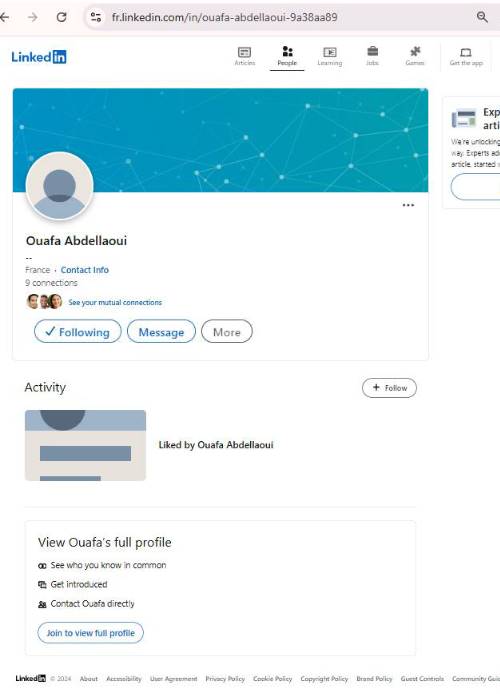 fr.linkedin.com/in/ouafa-abdellaoui-9a38aa89
Linked in
Articles
People
Learning
Jobs
Games
Get the app
Exp
arti
We're unlocking
way. Experts add
article, started w
Ouafa Abdellaoui
--
France · Contact Info
9 connections
See your mutual connections
✓ Following
Message
More
Activity
+ Follow
Liked by Ouafa Abdellaoui
View Ouafa's full profile
See who you know in common
Get introduced
Contact Ouafa directly
Join to view full profile
Linked in © 2024 About Accessibility User Agreement Privacy Policy Cookie Policy Copyright Policy Brand Policy Guest Controls Community Guid